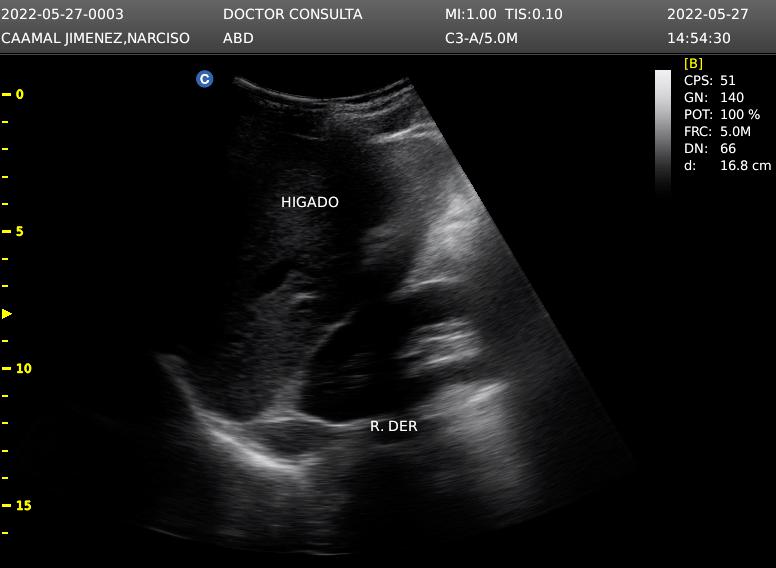 2022-05-27-0003 DOCTOR CONSULTA MI:1.00 TIS:0.10 2022-05-27
CAAMAL JIMENEZ,NARCISO ABD C3-A/5.0M 14:54:30
C
[B]
CPS: 51
GN: 140
POT: 100 %
FRC: 5.0M
DN: 66
d: 16.8 cm
0
HIGADO
5
10
R. DER
15